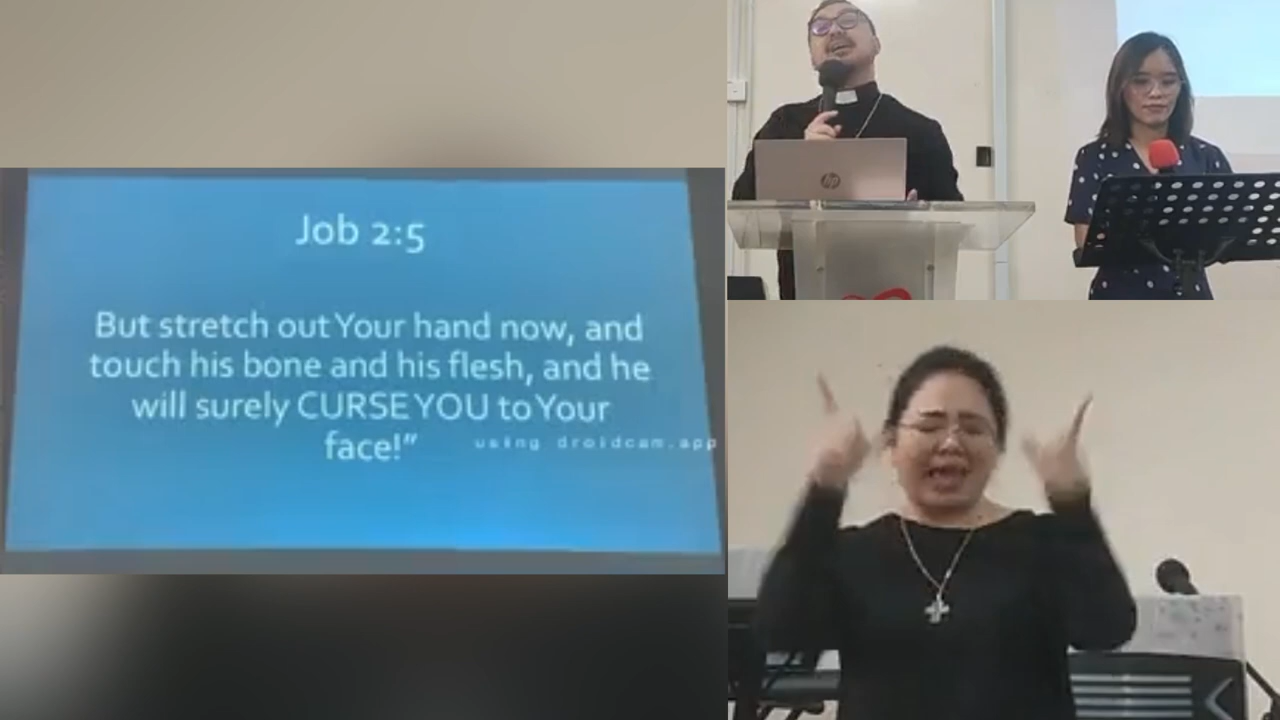 Job 2:5
But stretch out Your hand now, and
touch his bone and his flesh, and he
will surely CURSE YOU to Your
face!”
using droidcam.app
hp